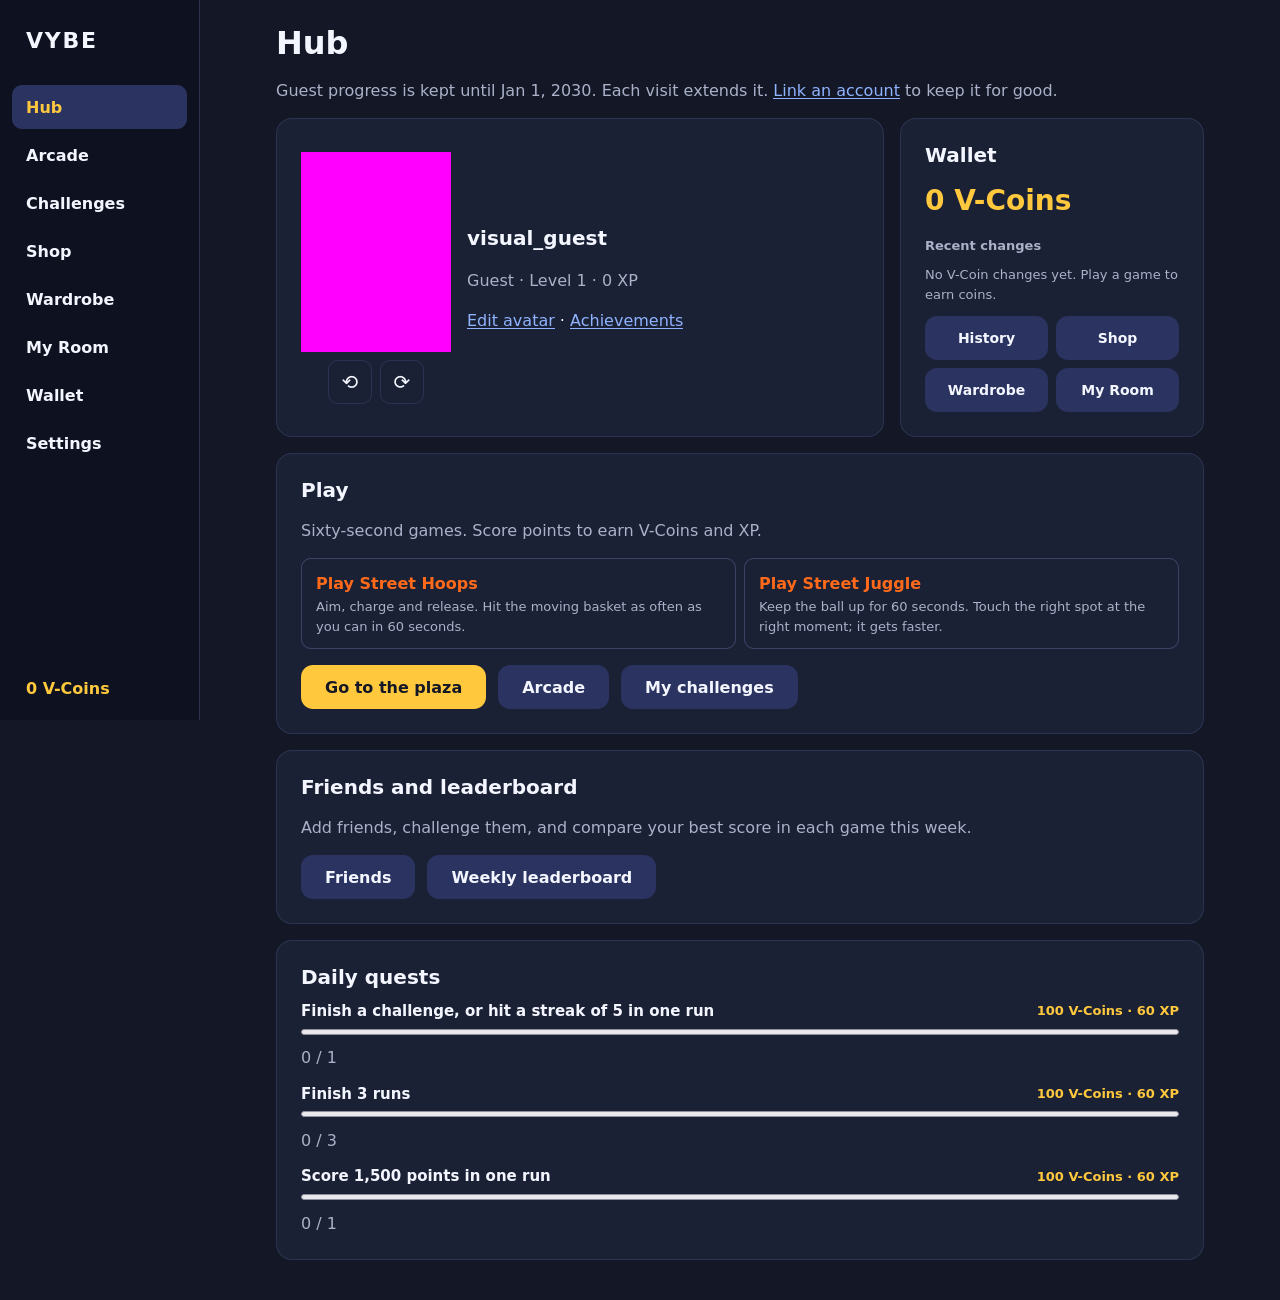 VYBE
Hub
Arcade
Challenges
Shop
Wardrobe
My Room
Wallet
Settings
0 V-Coins
Hub
Guest progress is kept until Jan 1, 2030. Each visit extends it. Link an account to keep it for good.
visual_guest
Guest · Level 1 · 0 XP
Edit avatar · Achievements
Wallet
0 V-Coins
Recent changes
No V-Coin changes yet. Play a game to
earn coins.
History
Shop
Wardrobe
My Room
Play
Sixty-second games. Score points to earn V-Coins and XP.
Play Street Hoops
Aim, charge and release. Hit the moving basket as often as
you can in 60 seconds.
Play Street Juggle
Keep the ball up for 60 seconds. Touch the right spot at the
right moment; it gets faster.
Go to the plaza
Arcade
My challenges
Friends and leaderboard
Add friends, challenge them, and compare your best score in each game this week.
Friends
Weekly leaderboard
Daily quests
Finish a challenge, or hit a streak of 5 in one run
100 V-Coins · 60 XP
0 / 1
Finish 3 runs
100 V-Coins · 60 XP
0 / 3
Score 1,500 points in one run
100 V-Coins · 60 XP
0 / 1